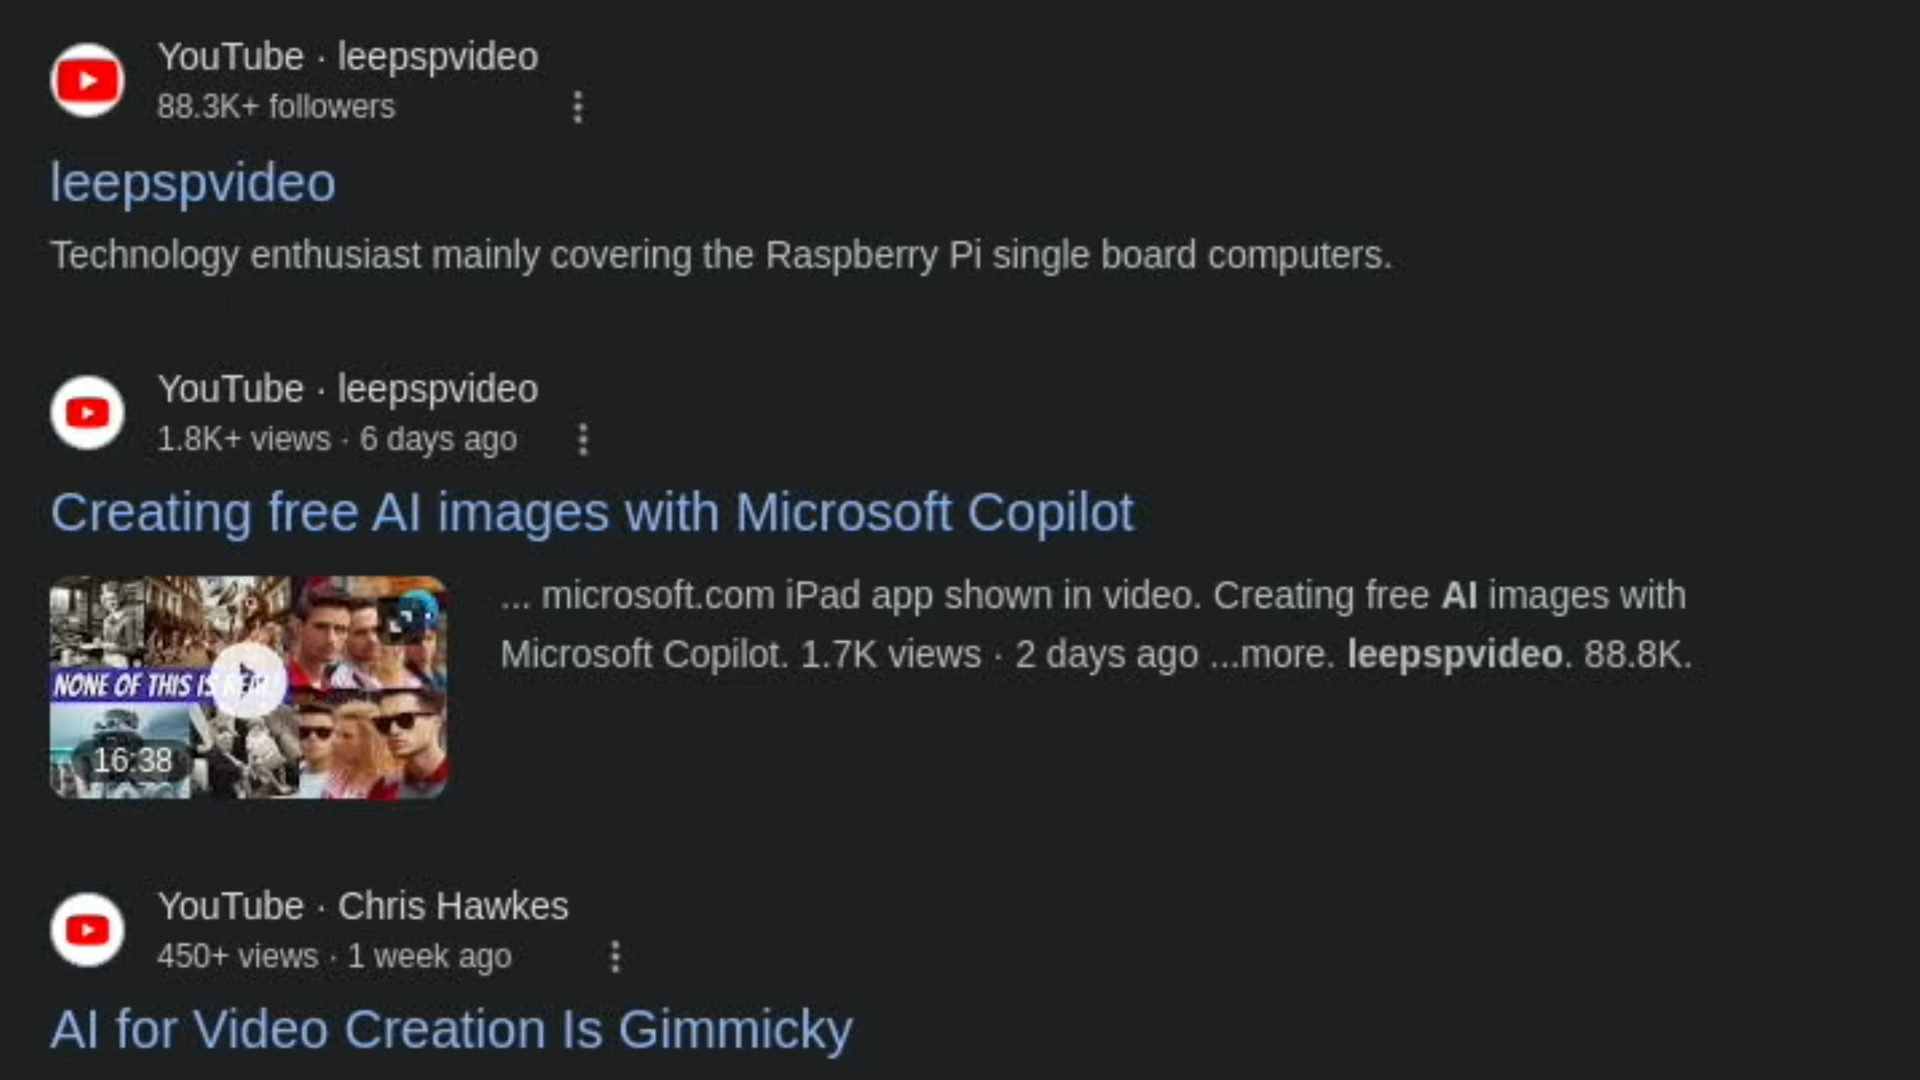 YouTube · leepspvideo
88.3K+ followers
leepspvideo
Technology enthusiast mainly covering the Raspberry Pi single board computers.
YouTube · leepspvideo
1.8K+ views · 6 days ago
Creating free AI images with Microsoft Copilot
NONE OF THIS IS REAL!
16:38
... microsoft.com iPad app shown in video. Creating free AI images with
Microsoft Copilot. 1.7K views · 2 days ago ...more. leepspvideo. 88.8K.
YouTube · Chris Hawkes
450+ views · 1 week ago
AI for Video Creation Is Gimmicky